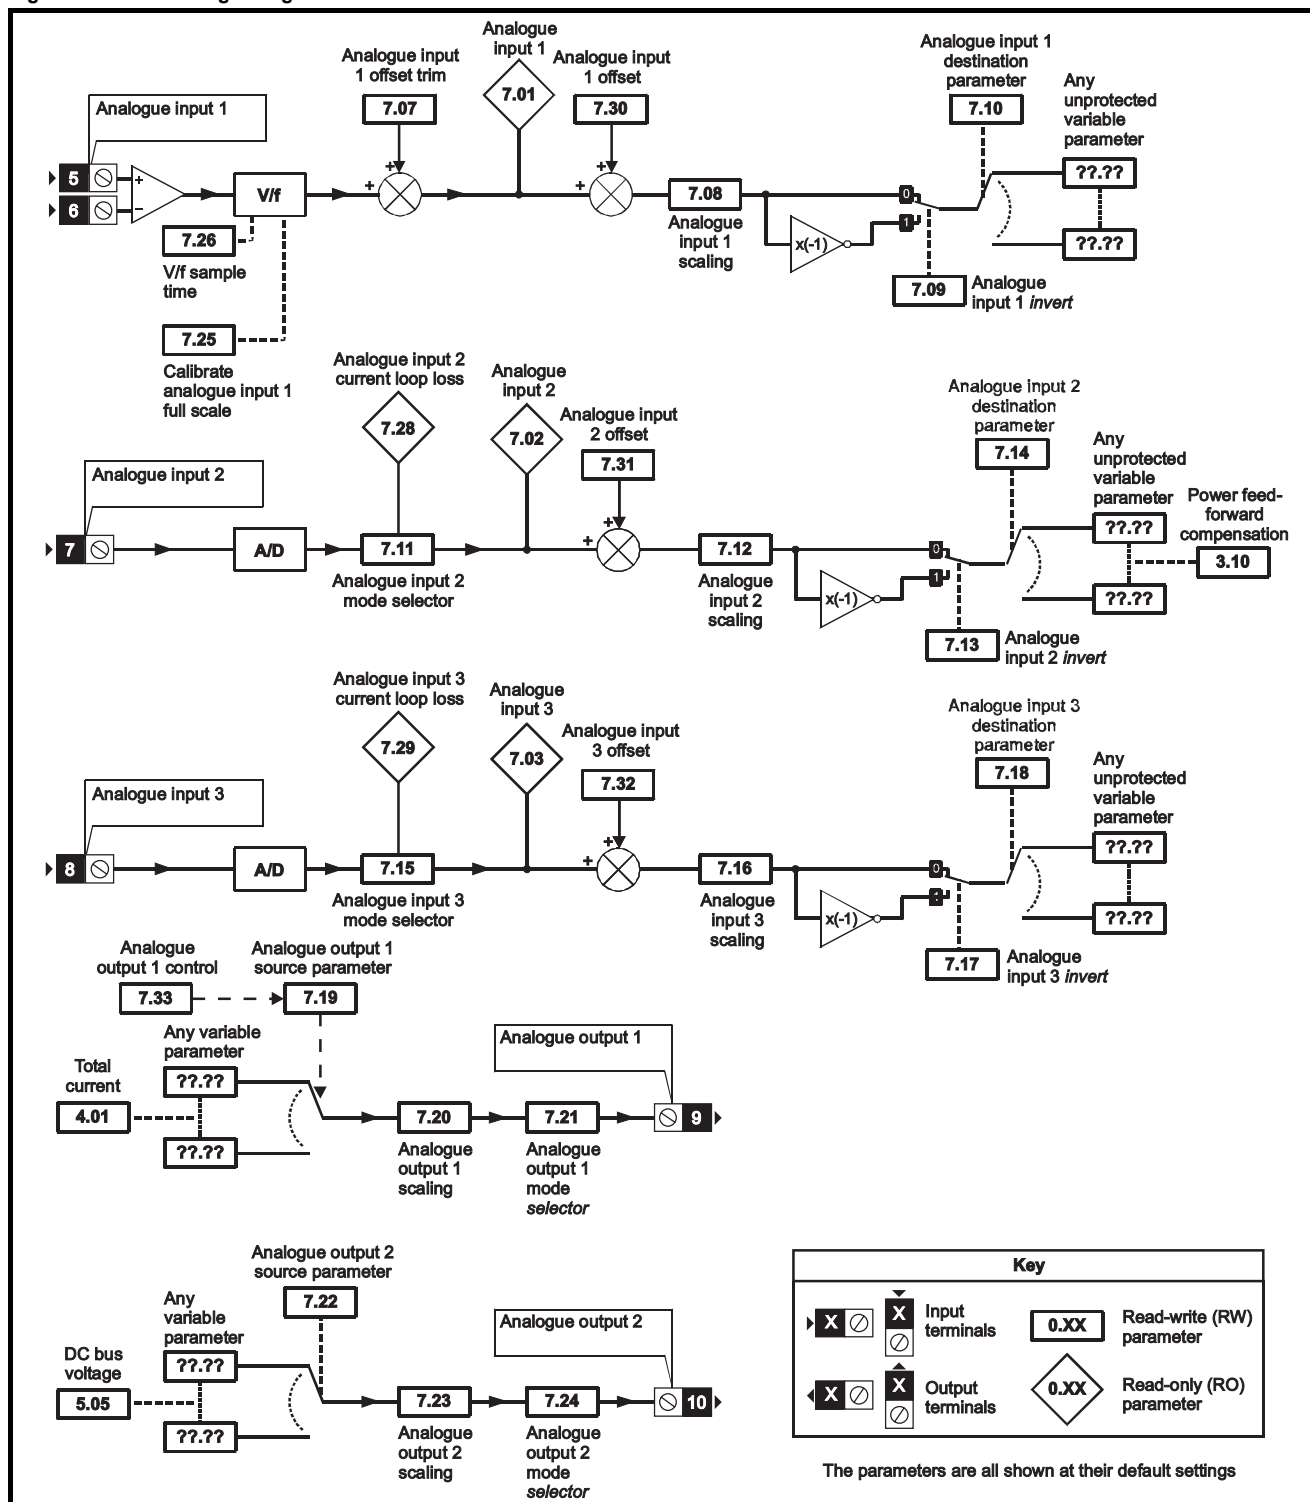 Analogue input 1
5
6
+
−
V/f
7.26
V/f sample
time
7.25
Calibrate
analogue input 1
full scale
Analogue input
1 offset trim
7.07
+
+
Analogue
input 1
7.01
Analogue input
1 offset
7.30
+
+
7.08
Analogue
input 1
scaling
x(-1)
0
1
7.09
Analogue
input 1 invert
Analogue input 1
destination
parameter
7.10
Any
unprotected
variable
parameter
??.??
??.??
Analogue input 2
7
A/D
Analogue input 2
current loop loss
7.28
7.11
Analogue input 2
mode selector
Analogue
input 2
7.02
Analogue input
2 offset
7.31
+
+
7.12
Analogue
input 2
scaling
x(-1)
0
1
7.13
Analogue
input 2 invert
Analogue input 2
destination
parameter
7.14
Any
unprotected
variable
parameter
??.??
??.??
Power feed-
forward
compensation
3.10
Analogue input 3
8
A/D
Analogue input 3
current loop loss
7.29
7.15
Analogue input 3
mode selector
Analogue
input 3
7.03
Analogue input
3 offset
7.32
+
+
7.16
Analogue
input 3
scaling
x(-1)
0
1
7.17
Analogue
input 3 invert
Analogue input 3
destination
parameter
7.18
Any
unprotected
variable
parameter
??.??
??.??
Analogue
output 1 control
7.33
Analogue output 1
source parameter
7.19
Any variable
parameter
??.??
??.??
Total
current
4.01
7.20
Analogue
output 1
scaling
7.21
Analogue
output 1
mode
selector
Analogue output 1
9
Analogue output 2
source parameter
7.22
Any
variable
parameter
??.??
??.??
DC bus
voltage
5.05
7.23
Analogue
output 2
scaling
7.24
Analogue
output 2
mode
selector
Analogue output 2
10
Key
X
X
Input
terminals
0.XX
Read-write (RW)
parameter
X
X
Output
terminals
0.XX
Read-only (RO)
parameter
The parameters are all shown at their default settings